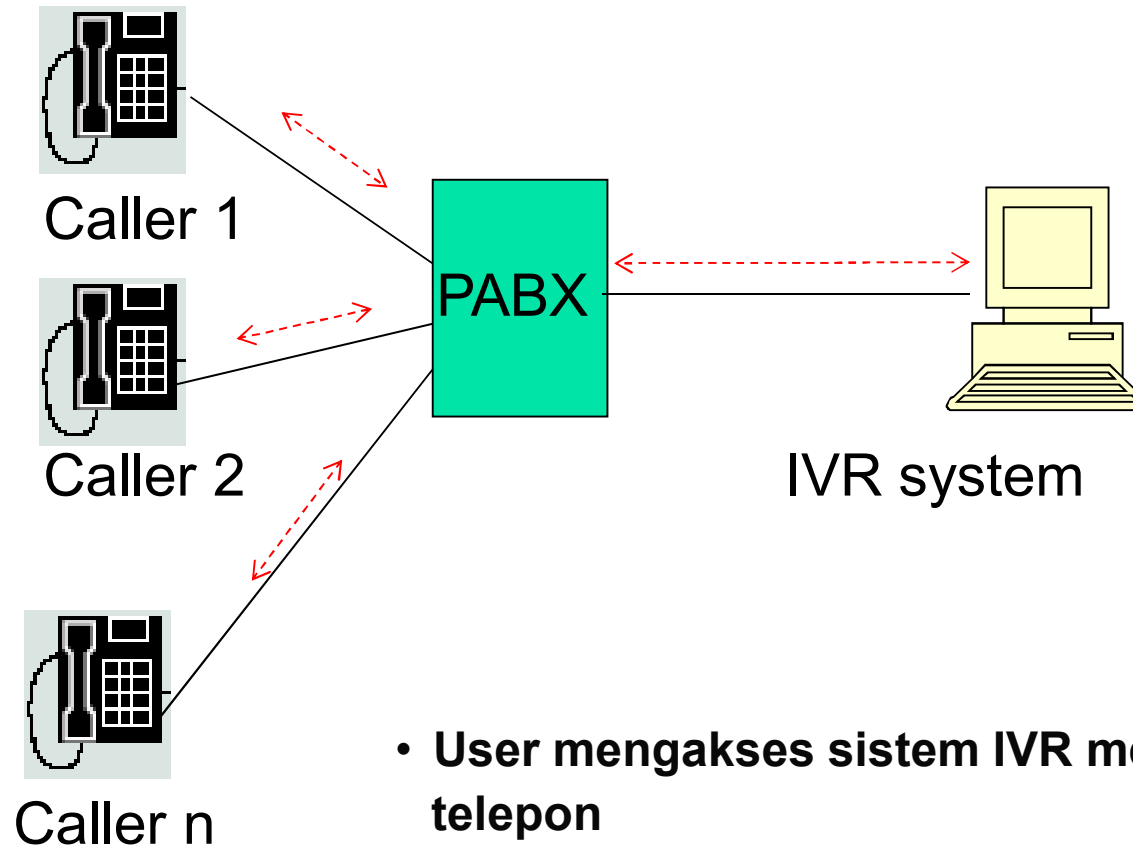 Caller 1
PABX
Caller 2
IVR system
Caller n
• User mengakses sistem IVR
telepon